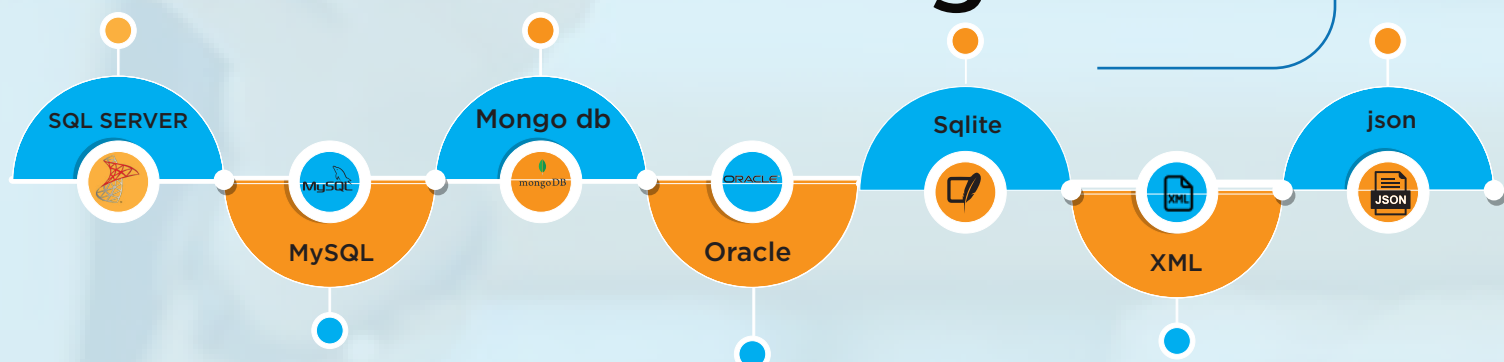 SQL SERVER
MySQL
MySQL
Mongo db
mongoDB
ORACLE
Oracle
Sqlite
XML
XML
json
JSON